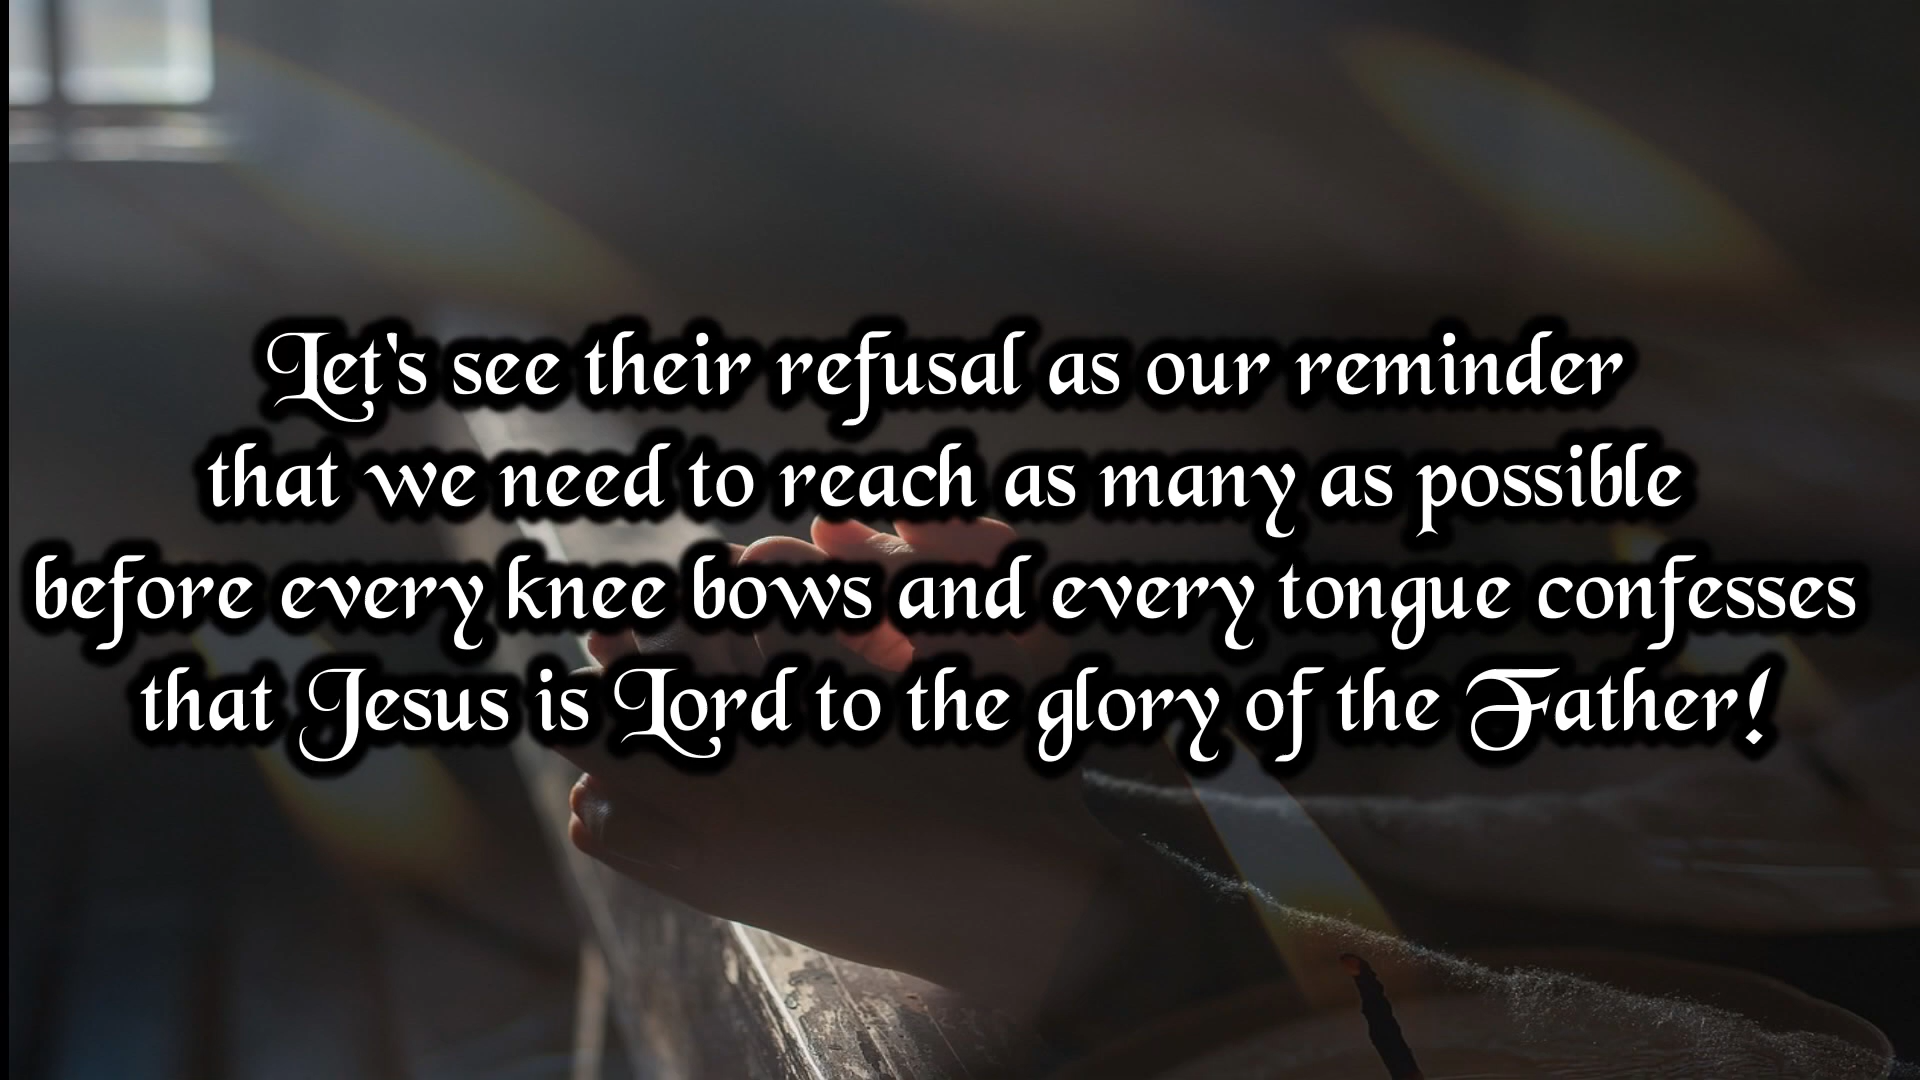 Let's see their refusal as our reminder
that we need to reach as many as possible
before every knee bows and every tongue confesses
that Jesus is Lord to the glory of the Father!